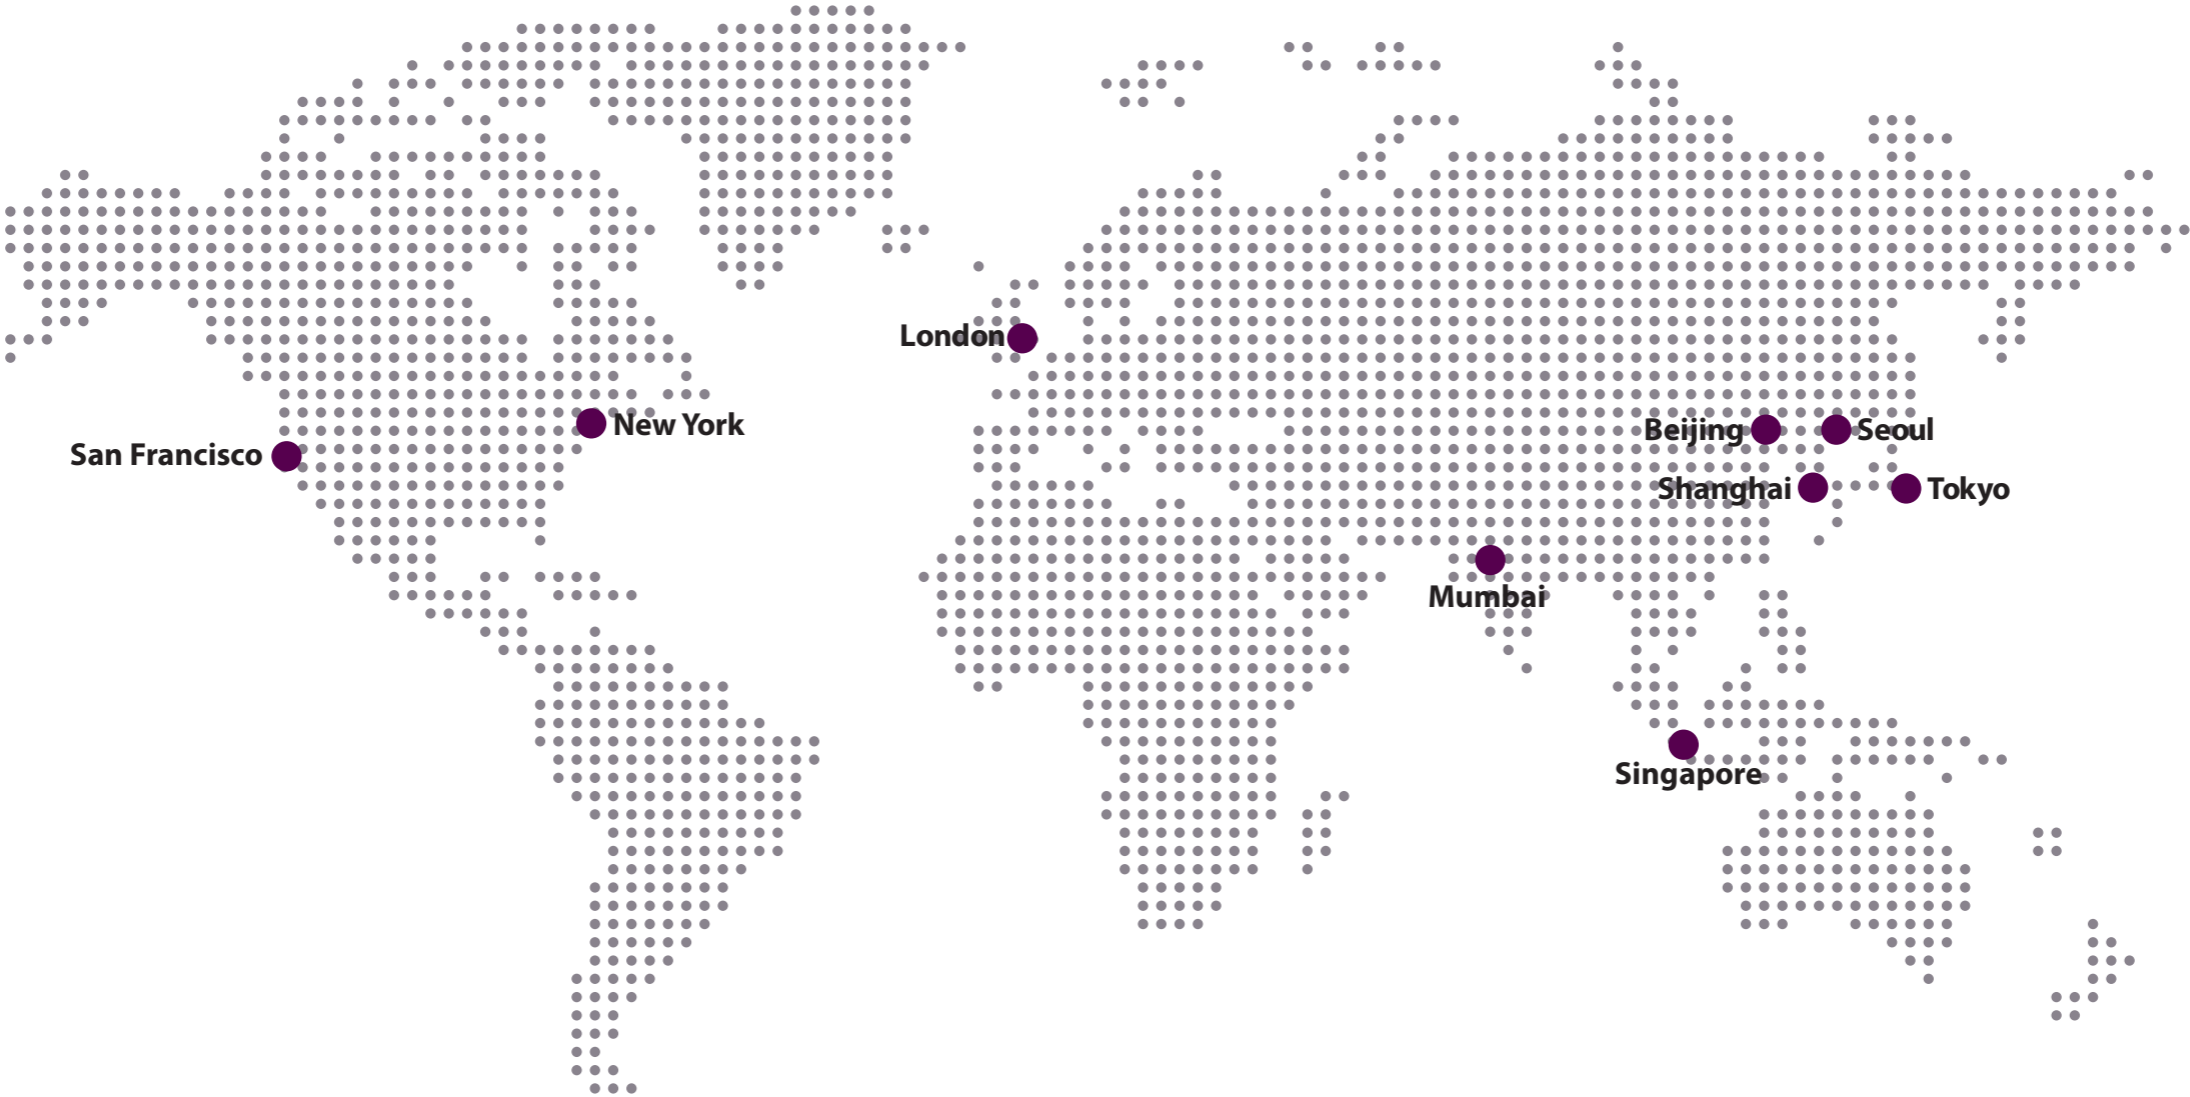 London
New York
San Francisco
Beijing
Seoul
Shanghai
Tokyo
Mumbai
Singapore